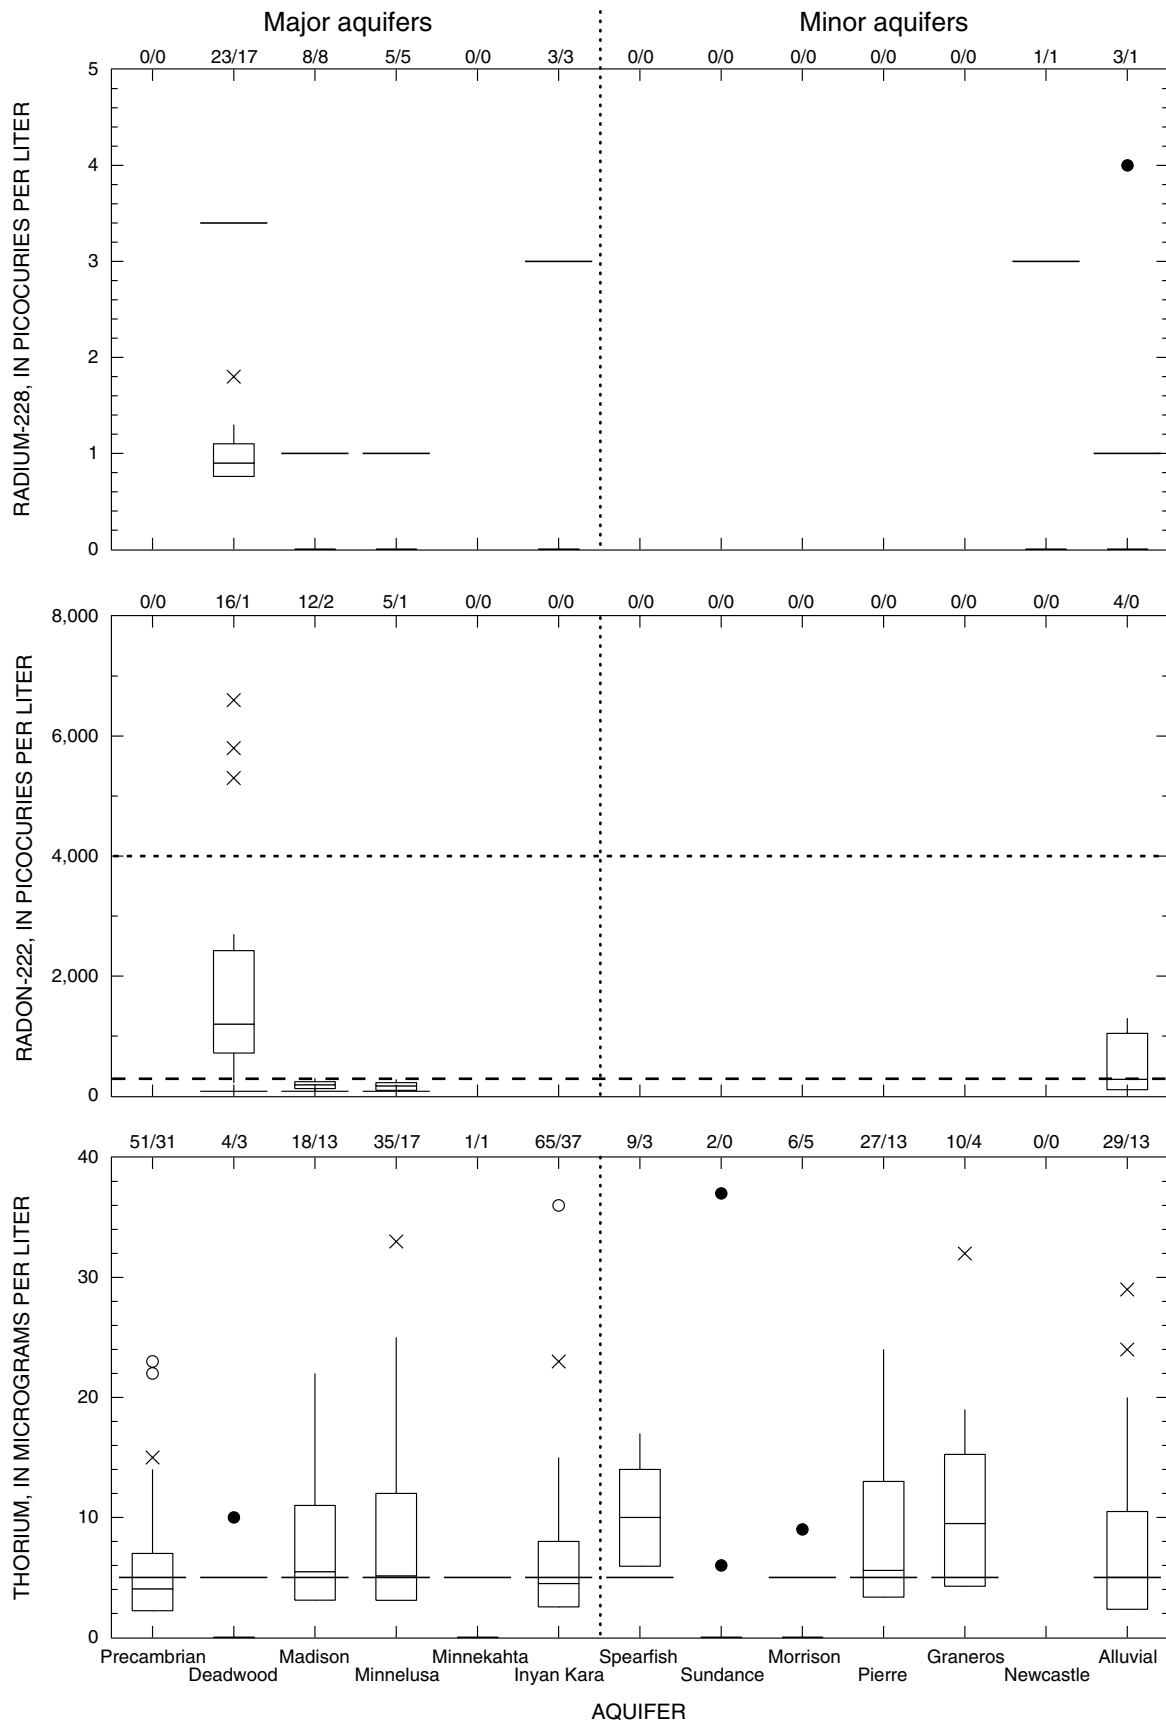 Major aquifers Minor aquifers
0/0 23/17 8/8 5/5 0/0 3/3 0/0 0/0 0/0 0/0 0/0 1/1 3/1
RADIUM-228, IN PICOCURIES PER LITER
5
4
3
2
1
0
0/0 16/1 12/2 5/1 0/0 0/0 0/0 0/0 0/0 0/0 0/0 0/0 4/0
RADON-222, IN PICOCURIES PER LITER
8,000
6,000
4,000
2,000
0
51/31 4/3 18/13 35/17 1/1 65/37 9/3 2/0 6/5 27/13 10/4 0/0 29/13
THORIUM, IN MICROGRAMS PER LITER
40
30
20
10
0
Precambrian Madison Minnekahta Spearfish Morrison Graneros Alluvial
Deadwood Minnelusa Inyan Kara Sundance Pierre Newcastle
AQUIFER